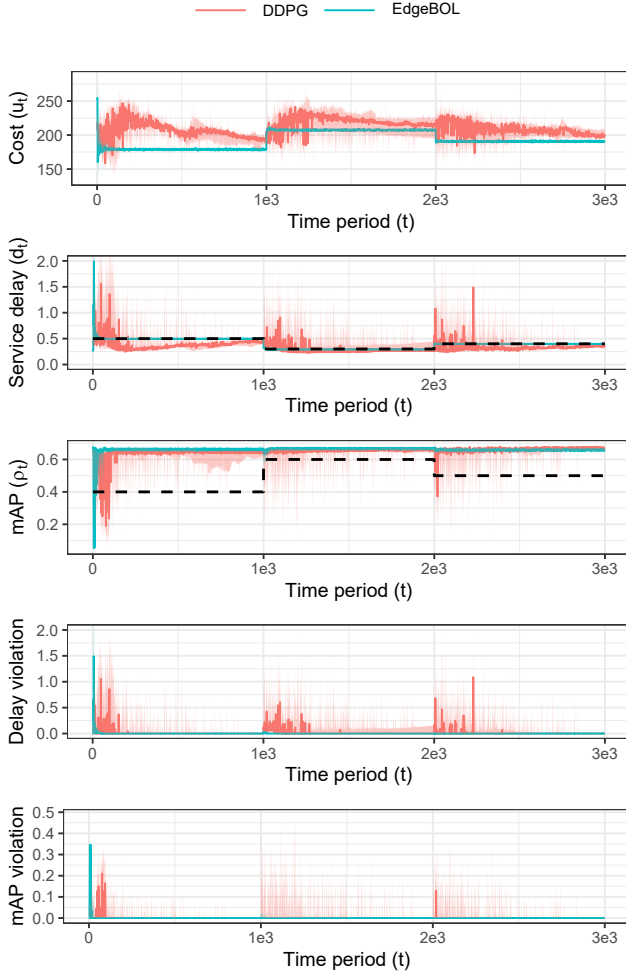 DDPG EdgeBOL
Cost (uₜ)
250
200
150
0 1e3 2e3 3e3
Time period (t)
Service delay (dₜ)
2.0
1.5
1.0
0.5
0.0
0 1e3 2e3 3e3
Time period (t)
mAP (ρₜ)
0.6
0.4
0.2
0 1e3 2e3 3e3
Time period (t)
Delay violation
2.0
1.5
1.0
0.5
0.0
0 1e3 2e3 3e3
Time period (t)
mAP violation
0.5
0.4
0.3
0.2
0.1
0.0
0 1e3 2e3 3e3
Time period (t)